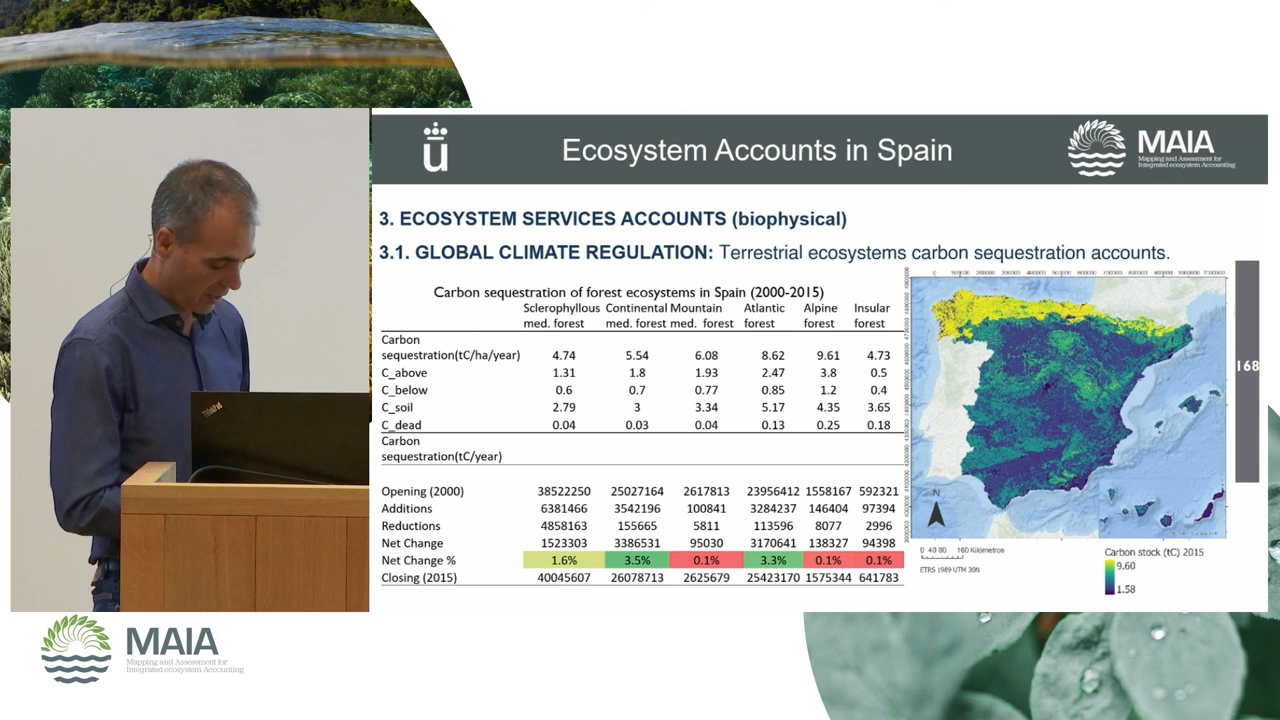 ü
Ecosystem Accounts in Spain
MAIA
Mapping and Assessment for
Integrated ecosystem Accounting
3. ECOSYSTEM SERVICES ACCOUNTS (biophysical)
3.1. GLOBAL CLIMATE REGULATION: Terrestrial ecosystems carbon sequestration accounts.
Carbon sequestration of forest ecosystems in Spain (2000-2015)
Sclerophyllous med. forest Continental med. forest Mountain med. forest Atlantic forest Alpine forest Insular forest
Carbon
sequestration(tC/ha/year) 4.74 5.54 6.08 8.62 9.61 4.73
C_above 1.31 1.8 1.93 2.47 3.8 0.5
C_below 0.6 0.7 0.77 0.85 1.2 0.4
C_soil 2.79 3 3.34 5.17 4.35 3.65
C_dead 0.04 0.03 0.04 0.13 0.25 0.18
Carbon
sequestration(tC/year)
Opening (2000) 38522250 25027164 2617813 23956412 1558167 592321
Additions 6381466 3542196 100841 3284237 146404 97394
Reductions 4858163 155665 5811 113596 8077 2996
Net Change 1523303 3386531 95030 3170641 138327 94398
Net Change % 1.6% 3.5% 0.1% 3.3% 0.1% 0.1%
Closing (2015) 40045607 26078713 2625679 25423170 1575344 641783
N
0 40 80 160 Kilómetros
ETRS 1989 UTM 30N
Carbon stock (tC) 2015
9.60
1.58
168
ThinkPad
MAIA
Mapping and Assessment for
Integrated ecosystem Accounting